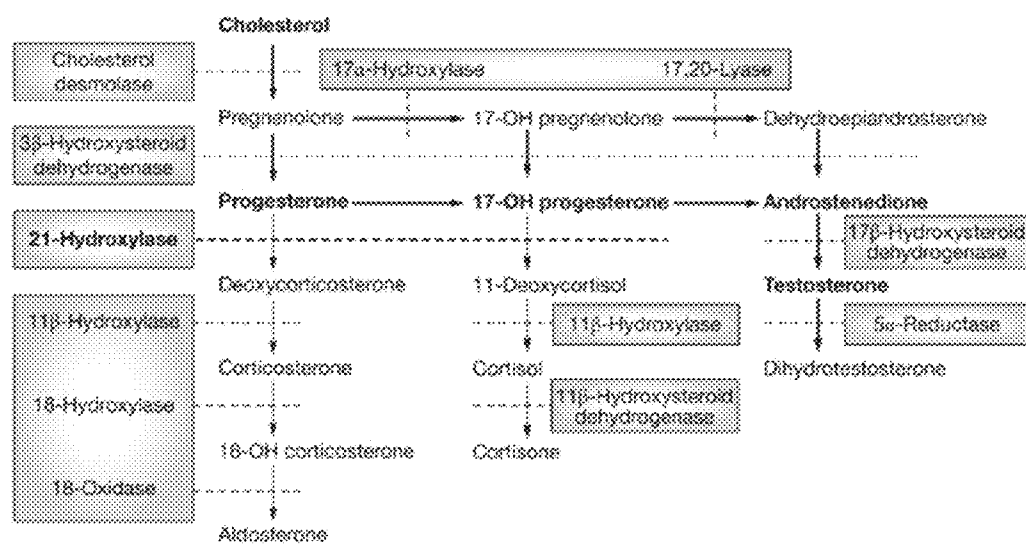 Cholesterol
Cholesterol
desmolase
17α-Hydroxylase 17,20-Lyase
Pregnenolone 17-OH pregnenolone Dehydroepiandrosterone
3β-Hydroxysteroid
dehydrogenase
Progesterone 17-OH progesterone Androstenedione
21-Hydroxylase
17β-Hydroxysteroid
dehydrogenase
Deoxycorticosterone 11-Deoxycortisol Testosterone
11β-Hydroxylase
11β-Hydroxylase
5α-Reductase
Corticosterone Cortisol Dihydrotestosterone
18-Hydroxylase
11β-Hydroxysteroid
dehydrogenase
18-OH corticosterone Cortisone
18-Oxidase
Aldosterone